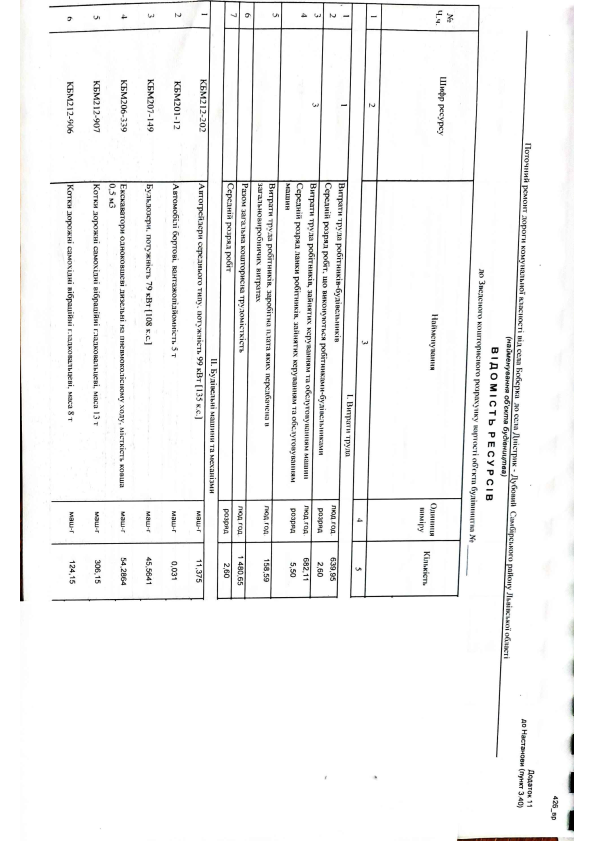 426_вр
Додаток 11
до Настанови (пункт 3.40)
Поточний ремонт дороги комунальної власності від села Боберка до села Дністрик - Дубовий Самбірського району Львівської області
(найменування об'єкта будівництва)
ВІДОМІСТЬ РЕСУРСІВ
до Зведеного кошторисного розрахунку вартості об'єкта будівництва №
№ Ч.ч. Шифр ресурсу Найменування Одиниця виміру Кількість
1 2 3 4 5
I. Витрати труда
1 1 Витрати труда робітників-будівельників люд.год 639,95
2 Середній розряд робіт, що виконуються робітниками-будівельниками розряд 2,60
3 3 Витрати труда робітників, зайнятих керуванням та обслуговуванням машин люд.год 682,11
4 Середній розряд ланки робітників, зайнятих керуванням та обслуговуванням розряд 5,50
машин
5 Витрати труда робітників, заробітна плата яких передбачена в люд.год 158,59
загальновиробничих витратах
6 Разом загальна кошторисна трудомісткість люд.год 1 480,65
7 Середній розряд робіт розряд 2,60
II. Будівельні машини та механізми
1 КБМ212-202 Автогрейдери середнього типу, потужність 99 кВт [135 к.с.] маш-г 11,375
2 КБМ201-12 Автомобілі бортові, вантажопідйомність 5 т маш-г 0,031
3 КБМ207-149 Бульдозери, потужність 79 кВт [108 к.с.] маш-г 45,5641
4 КБМ206-339 Екскаватори одноковшеві дизельні на пневмоколісному ходу, місткість ковша маш-г 54,2864
0,5 м3
5 КБМ212-907 Котки дорожні самохідні вібраційні гладковальцеві, маса 13 т маш-г 306,15
6 КБМ212-906 Котки дорожні самохідні вібраційні гладковальцеві, маса 8 т маш-г 124,15